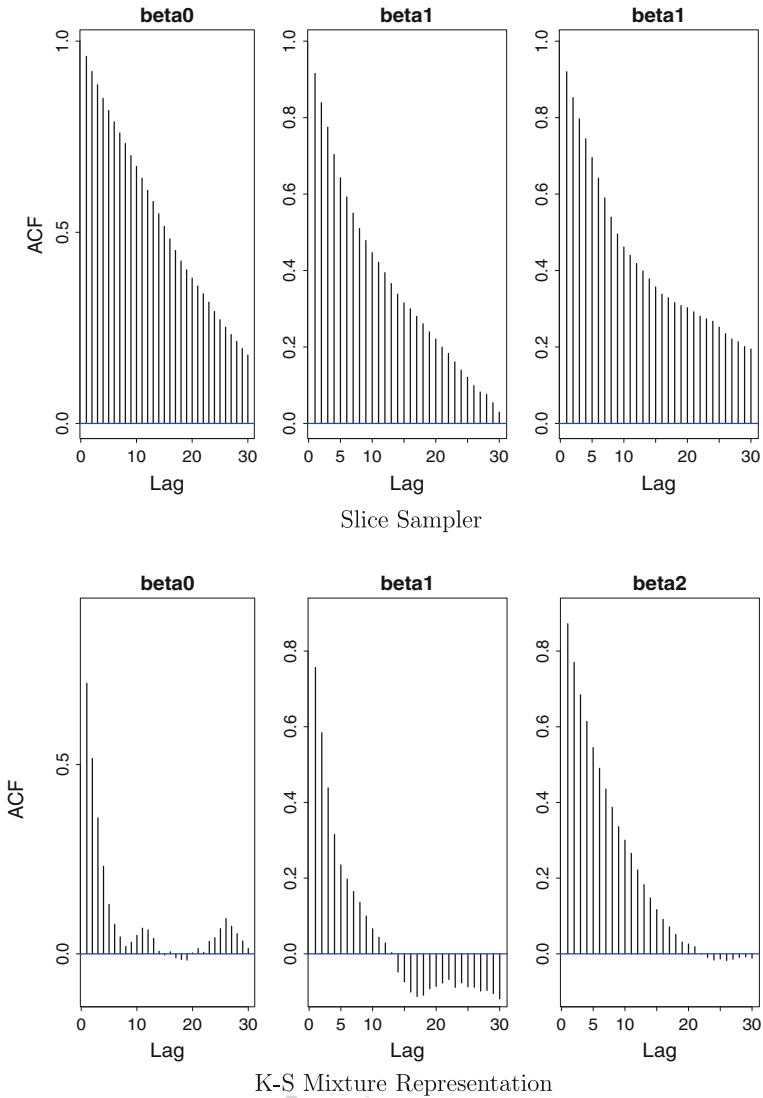 beta0 beta1 beta1
ACF
1.0
0.5
0.0
1.0
0.8
0.6
0.4
0.2
0.0
1.0
0.8
0.6
0.4
0.2
0.0
0 10 20 30 0 10 20 30 0 5 10 20 30
Lag Lag Lag
Slice Sampler
beta0 beta1 beta2
ACF
0.5
0.0
0.8
0.6
0.4
0.2
0.0
0.8
0.6
0.4
0.2
0.0
0 5 10 20 30 0 5 10 20 30 0 5 10 20 30
Lag Lag Lag
K-S Mixture Representation